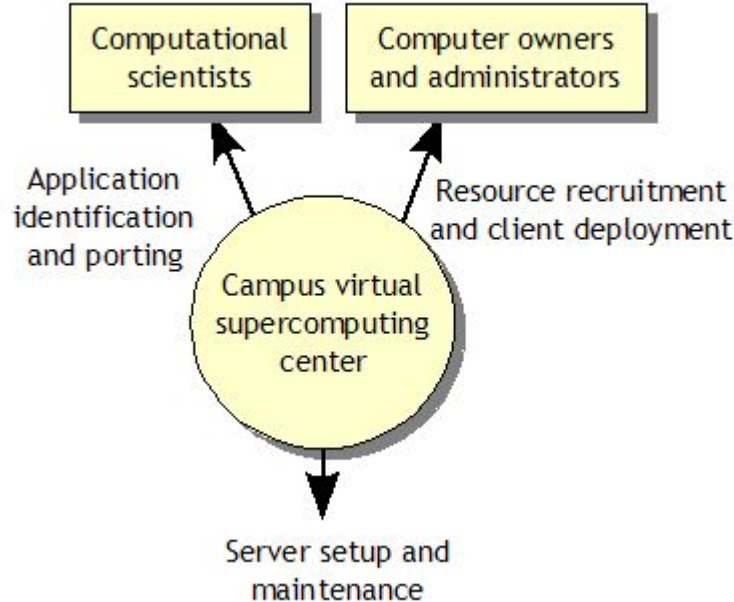 Computational
scientists
Computer owners
and administrators
Application
identification
and porting
Resource recruitment
and client deployment
Campus virtual
supercomputing
center
Server setup and
maintenance